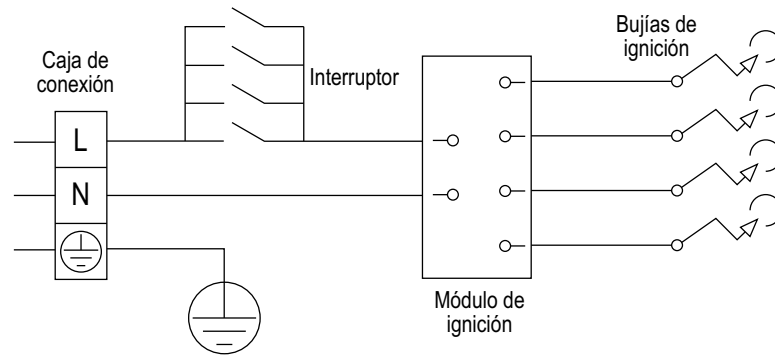 Caja de
conexión
Interruptor
Bujías de
ignición
L
N
Módulo de
ignición